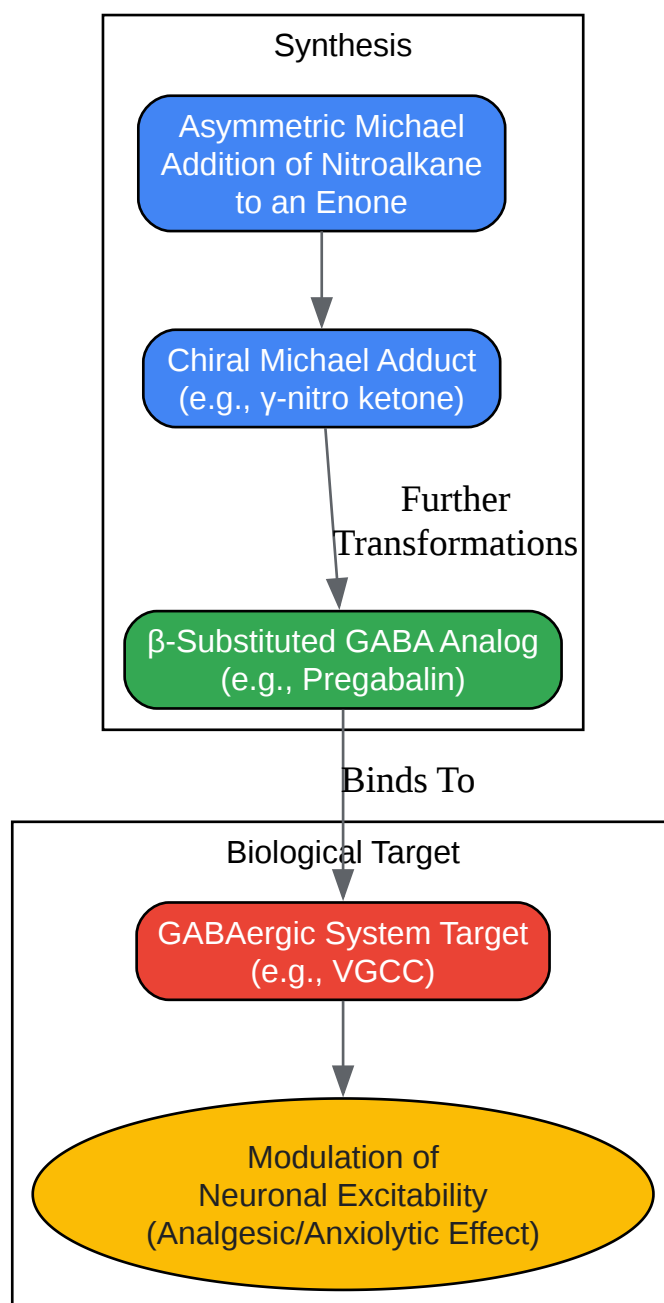 Synthesis
Asymmetric Michael
Addition of Nitroalkane
to an Enone
Chiral Michael Adduct
(e.g., γ-nitro ketone)
Further
Transformations
β-Substituted GABA Analog
(e.g., Pregabalin)
Binds To
Biological Target
GABAergic System Target
(e.g., VGCC)
Modulation of
Neuronal Excitability
(Analgesic/Anxiolytic Effect)